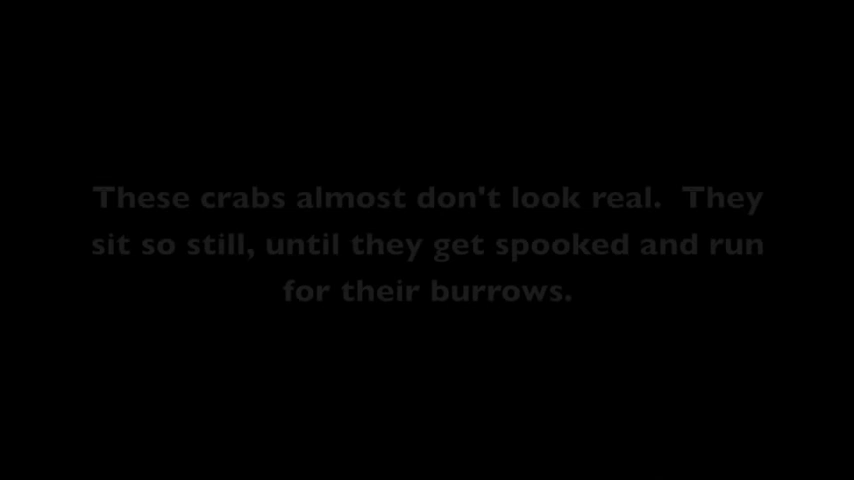 These crabs almost don't look real.  They
sit so still, until they get spooked and run
for their burrows.